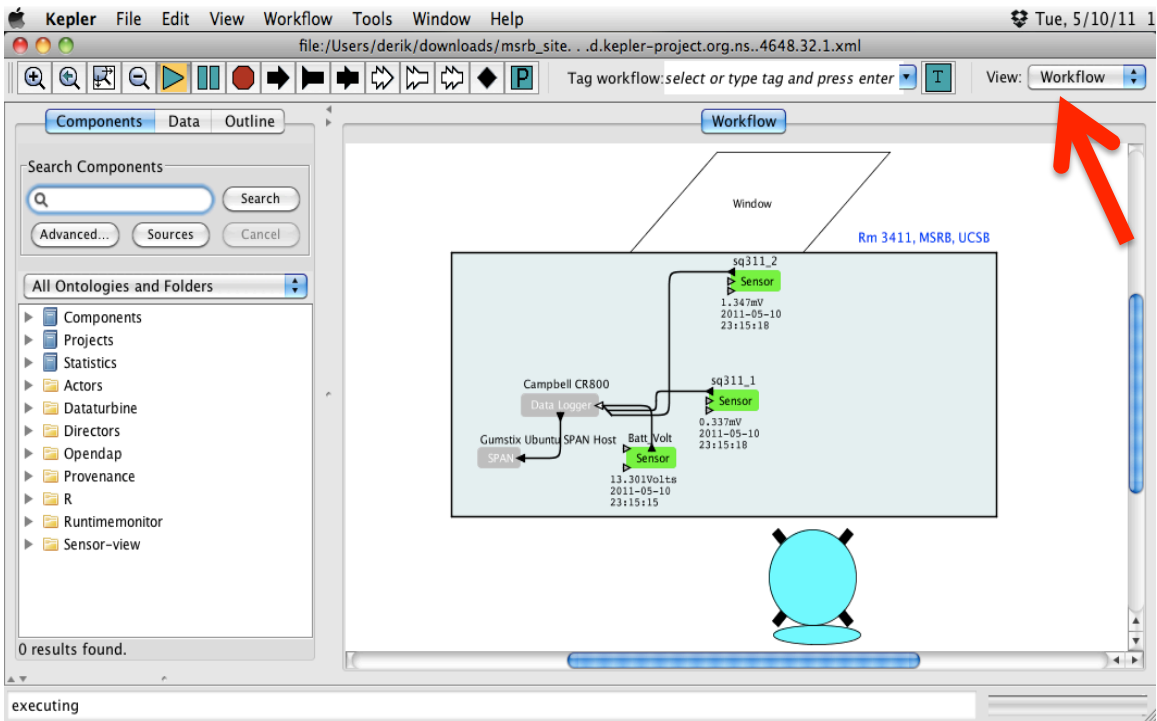 Kepler File Edit View Workflow Tools Window Help Tue, 5/10/11 1
file:/Users/derik/downloads/msrb_site. . .d.kepler-project.org.ns..4648.32.1.xml
P Tag workflow: select or type tag and press enter T View: Workflow
Components Data Outline
Workflow
Search Components
Search
Advanced... Sources Cancel
All Ontologies and Folders
Components
Projects
Statistics
Actors
Dataturbine
Directors
Opendap
Provenance
R
Runtimemonitor
Sensor-view
0 results found.
Window
Rm 3411, MSRB, UCSB
sq311_2
Sensor
1.347mV
2011-05-10
23:15:18
Campbell CR800
Data Logger
sq311_1
Sensor
0.337mV
2011-05-10
23:15:18
Gumstix Ubuntu SPAN Host
SPAN
Batt_Volt
Sensor
13.301Volts
2011-05-10
23:15:15
executing